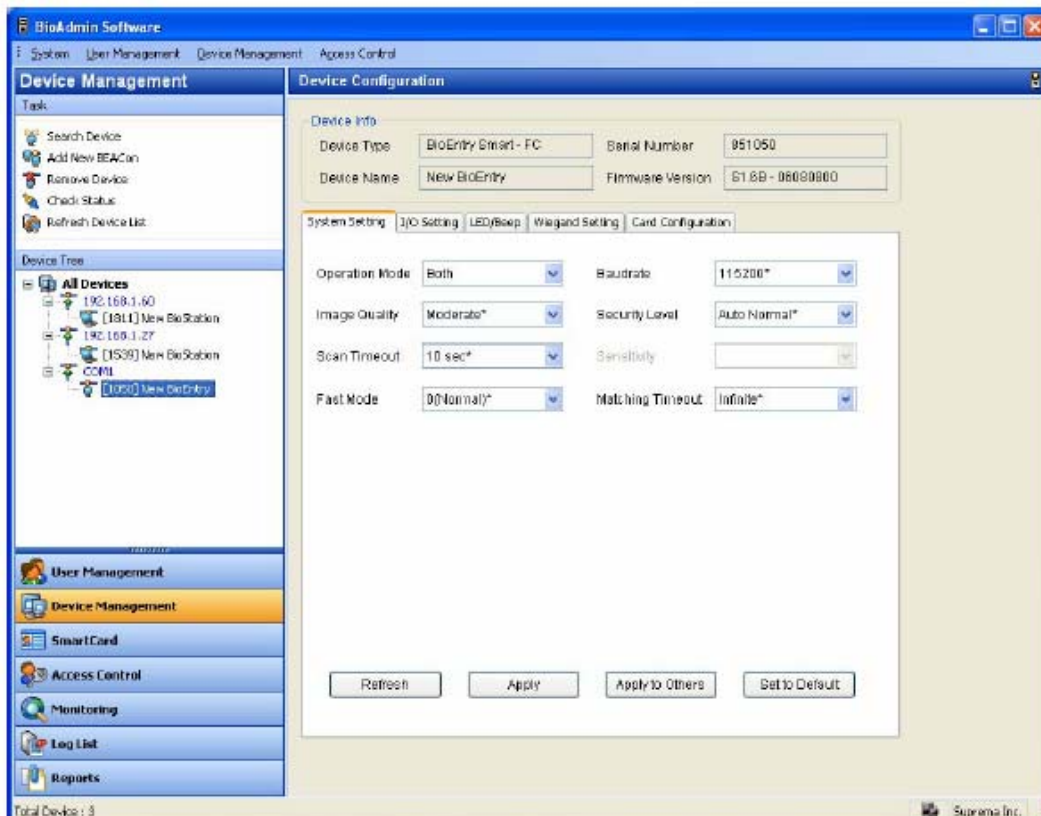 BioAdmin Software
System User Management Device Management Access Control
Device Management
Task
Search Device
Add New BEACon
Remove Device
Check Status
Refresh Device List
Device Tree
All Devices
192.168.1.60
[1811] New BioStation
192.168.1.27
[1539] New BioStation
COM1
[1050] New BioEntry
User Management
Device Management
SmartCard
Access Control
Monitoring
Log List
Reports
Device Configuration
Device Info
Device Type BioEntry Smart - FC Serial Number 851050
Device Name New BioEntry Firmware Version
System Setting I/O Setting LED/Beep Wiegand Setting Card Configuration
Operation Mode Both Baudrate 115200*
Image Quality Moderate* Security Level Auto Normal*
Scan Timeout 10 sec* Sensitivity
Fast Mode 0(Normal)* Matching Timeout Infinite*
Refresh Apply Apply to Others Set to Default
Total Device : 3 Suprema Inc.